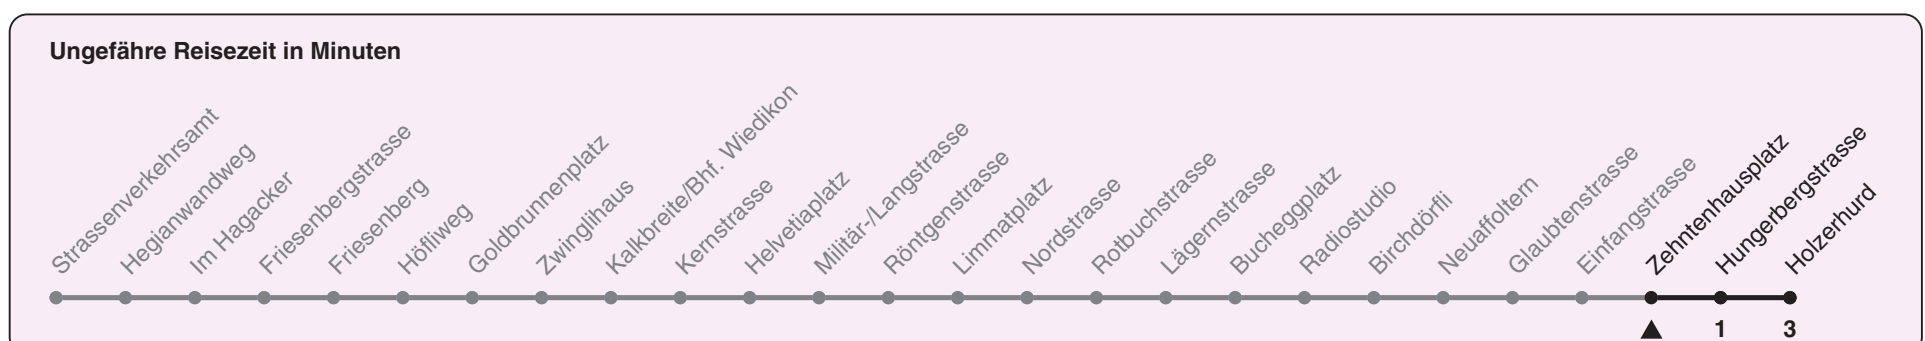 Ungefähre Reisezeit in Minuten
Strassenverkehrsamt
Hegianwandweg
Im Hagacker
Friesenbergstrasse
Friesenberg
Höfliweg
Goldbrunnenplatz
Zwinglihaus
Kalkbreite/Bhf. Wiedikon
Kernstrasse
Helvetiaplatz
Militär-/Langstrasse
Röntgenstrasse
Limmatplatz
Nordstrasse
Rotbuchstrasse
Lägernstrasse
Bucheggplatz
Radiostudio
Birchdörfli
Neuaffoltern
Glaubtenstrasse
Einfangstrasse
Zehntenhausplatz
Hungerbergstrasse
Holzerhurd
1 3